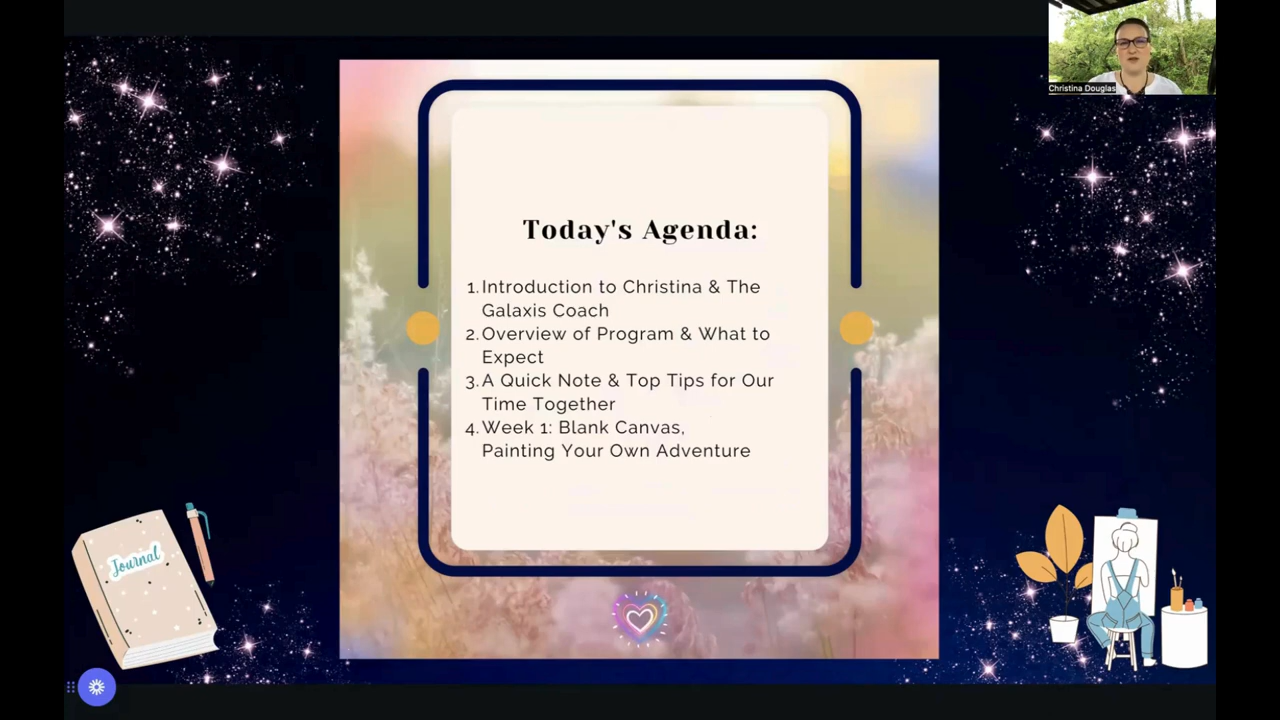 Christina Douglas
Today's Agenda:
1. Introduction to Christina & The
Galaxis Coach
2. Overview of Program & What to
Expect
3. A Quick Note & Top Tips for Our
Time Together
4. Week 1: Blank Canvas,
Painting Your Own Adventure
Journal